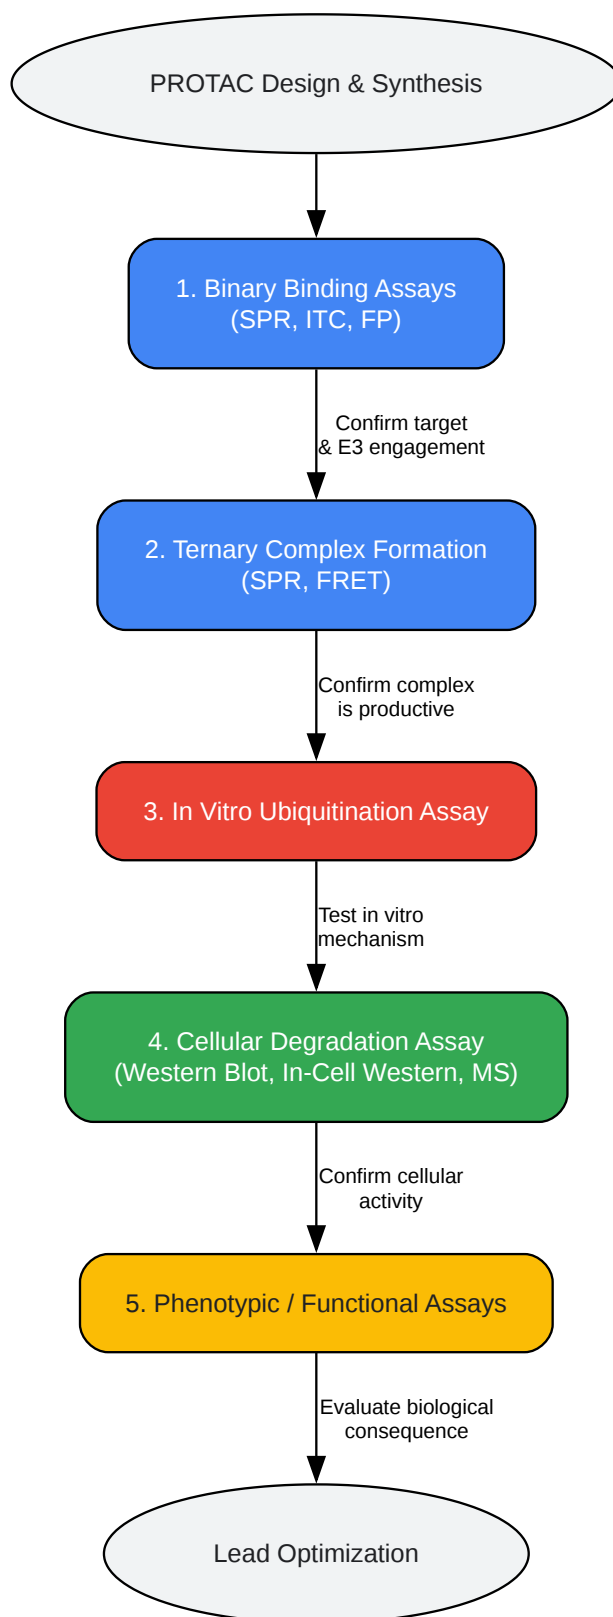 PROTAC Design & Synthesis
1. Binary Binding Assays
(SPR, ITC, FP)
Confirm target
& E3 engagement
2. Ternary Complex Formation
(SPR, FRET)
Confirm complex
is productive
3. In Vitro Ubiquitination Assay
Test in vitro
mechanism
4. Cellular Degradation Assay
(Western Blot, In-Cell Western, MS)
Confirm cellular
activity
5. Phenotypic / Functional Assays
Evaluate biological
consequence
Lead Optimization